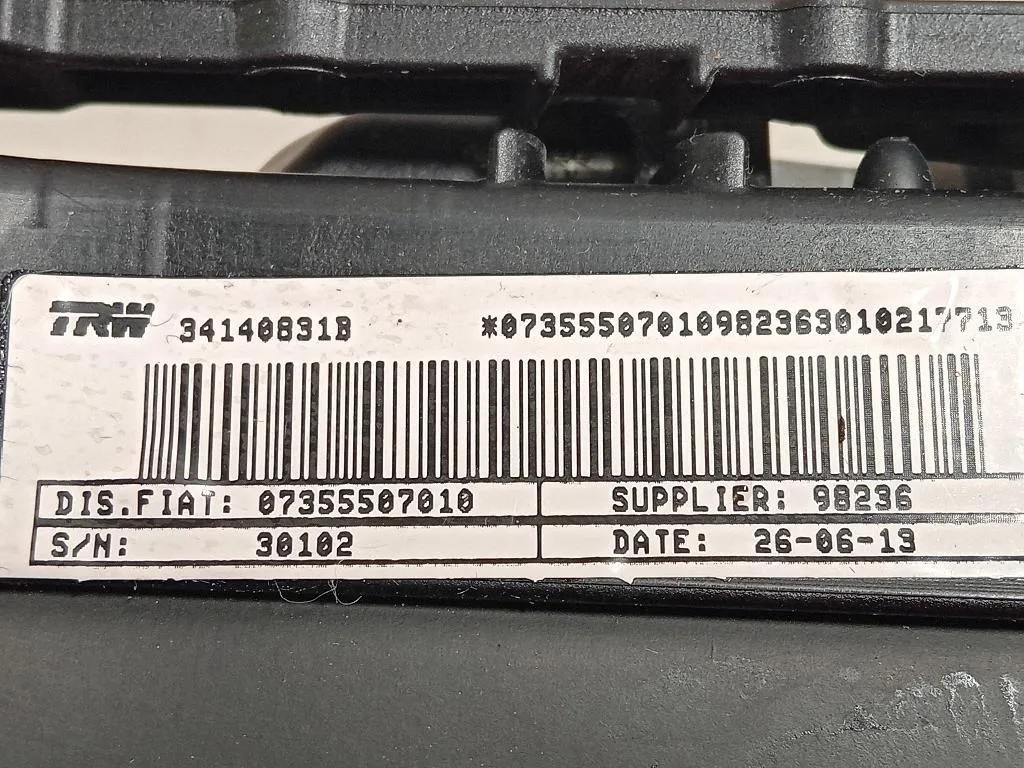 TRW 34140831B *07355507010982363010217713
DIS.FIAT: 07355507010 SUPPLIER: 98236
S/N: 30102 DATE: 26-06-13